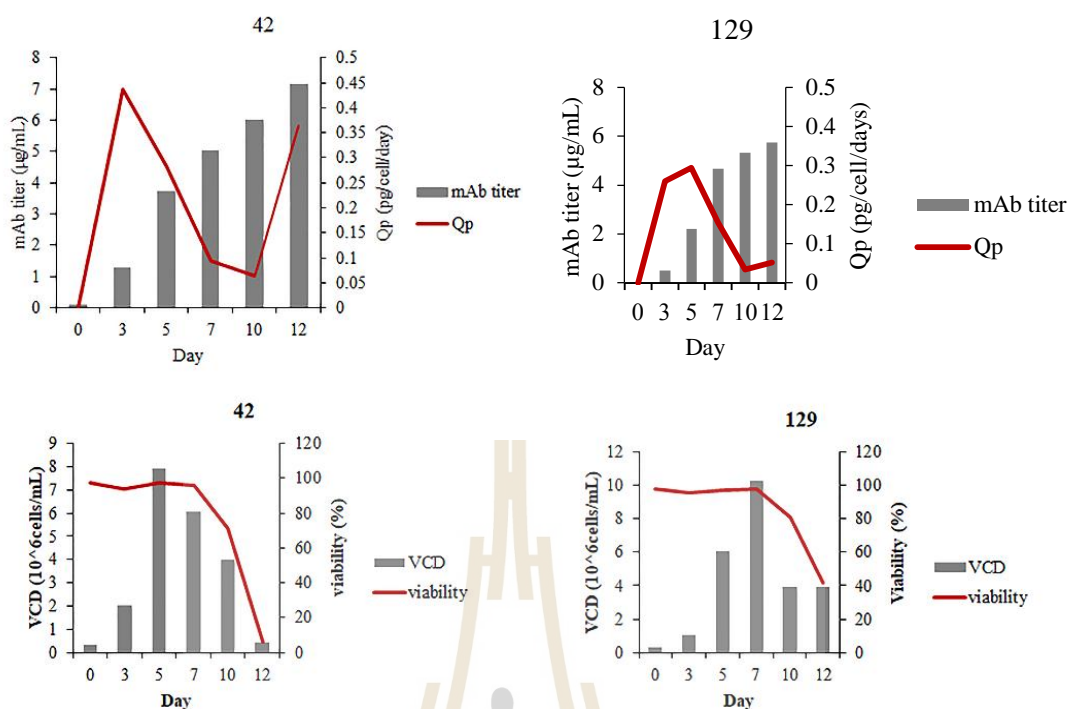 42
mAb titer (µg/mL)
8
7
6
5
4
3
2
1
0
0.5
0.45
0.4
0.35
0.3
0.25
0.2
0.15
0.1
0.05
0
Qp (pg/cell/day)
0 3 5 7 10 12
Day
mAb titer
Qp
129
mAb titer (µg/mL)
8
6
4
2
0
0.5
0.4
0.3
0.2
0.1
0
Qp (pg/cell/days)
0 3 5 7 10 12
Day
mAb titer
Qp
42
VCD (10^6cells/mL)
9
8
7
6
5
4
3
2
1
0
120
100
80
60
40
20
0
viability (%)
0 3 5 7 10 12
Day
VCD
viability
129
VCD (10^6cells/mL)
12
10
8
6
4
2
0
120
100
80
60
40
20
0
Viability (%)
0 3 5 7 10 12
Day
VCD
viability